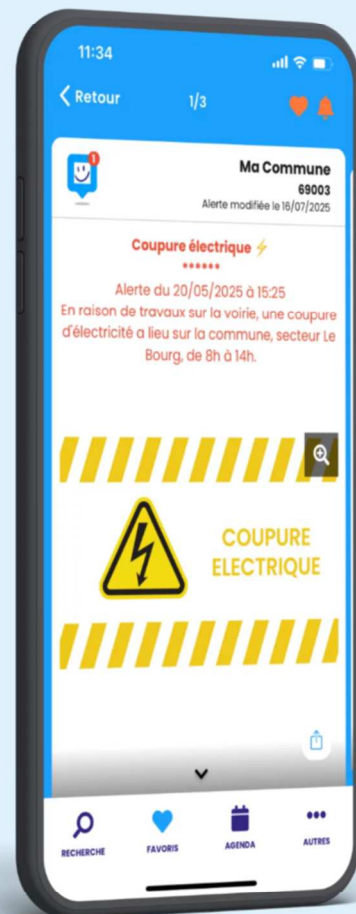 11:34
Retour
1/3
1
Ma Commune
69003
Alerte modifiée le 16/07/2025
Coupure électrique ⚡
******
Alerte du 20/05/2025 à 15:25
En raison de travaux sur la voirie, une coupure
d'électricité a lieu sur la commune, secteur Le
Bourg, de 8h à 14h.
COUPURE
ELECTRIQUE
RECHERCHE
FAVORIS
AGENDA
AUTRES